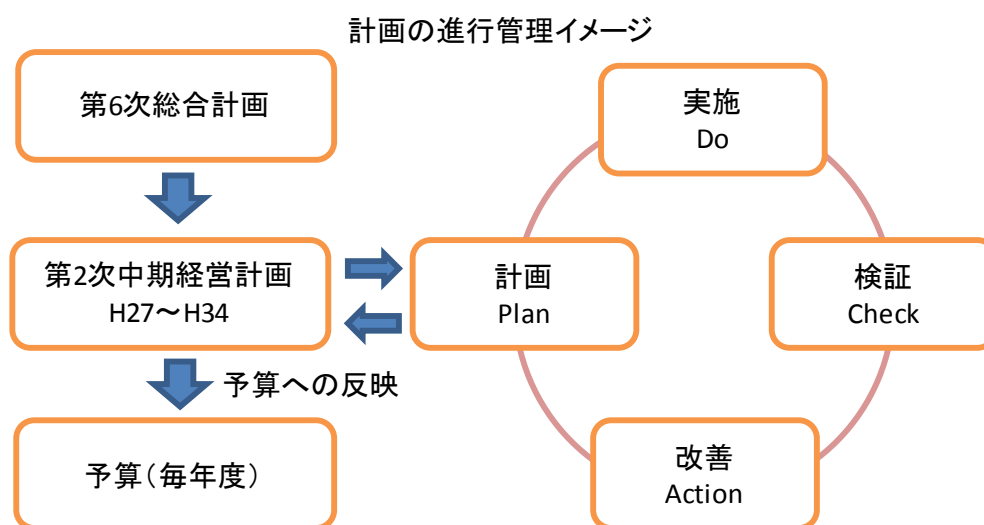 計画の進行管理イメージ
第6次総合計画
実施
Do
第2次中期経営計画
H27～H34
計画
Plan
検証
Check
予算への反映
予算（毎年度）
改善
Action